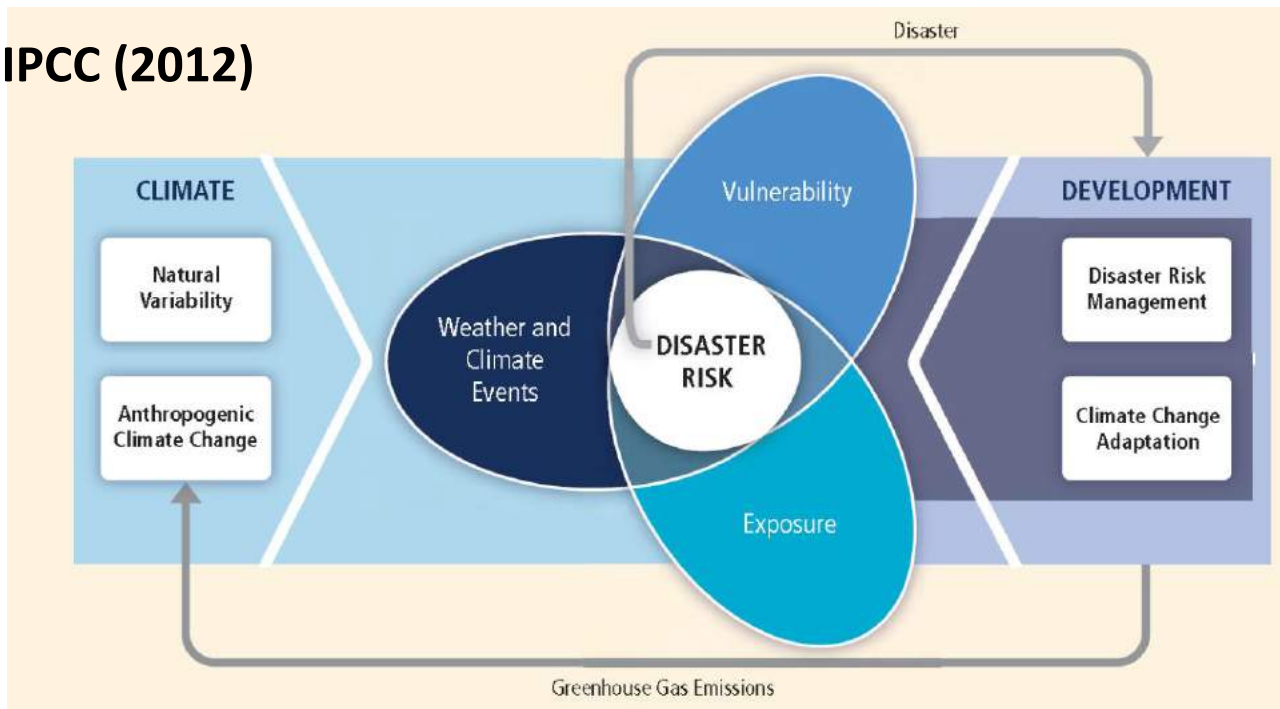 IPCC (2012)
Disaster
CLIMATE
Natural
Variability
Anthropogenic
Climate Change
Weather and
Climate
Events
Vulnerability
DISASTER
RISK
Exposure
DEVELOPMENT
Disaster Risk
Management
Climate Change
Adaptation
Greenhouse Gas Emissions